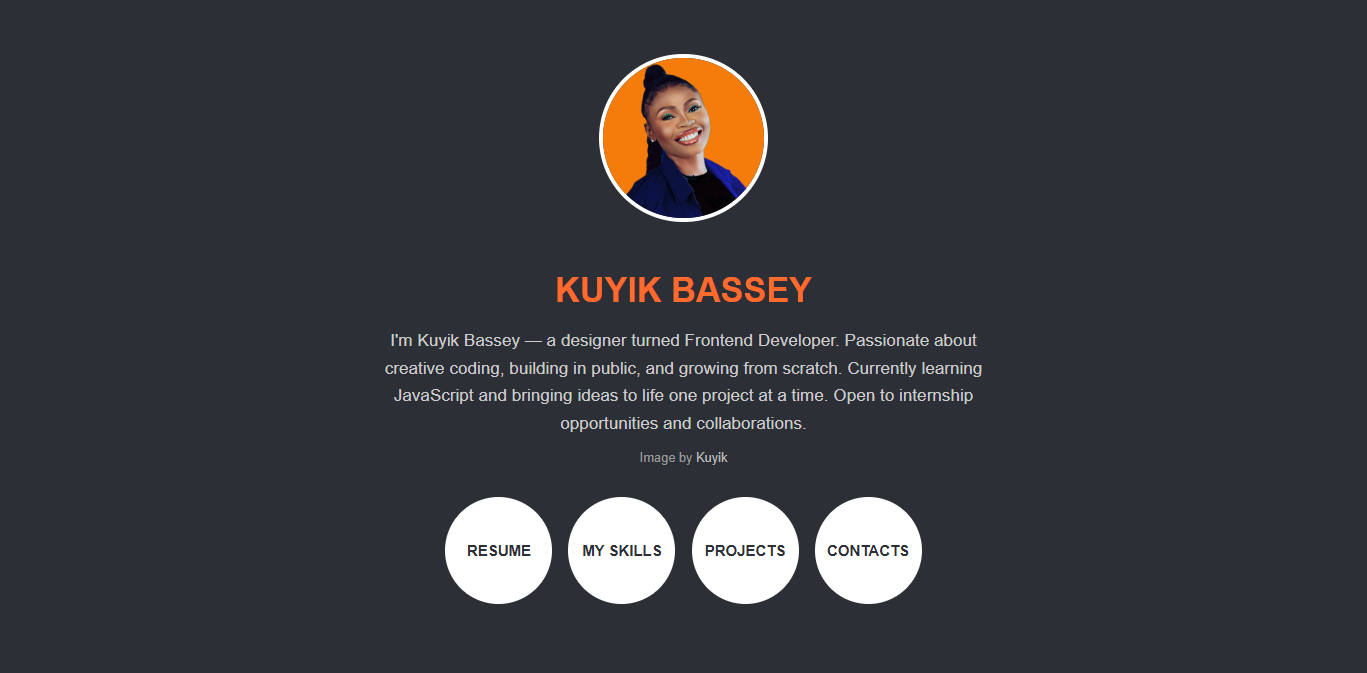 KUYIK BASSEY
I'm Kuyik Bassey — a designer turned Frontend Developer. Passionate about
creative coding, building in public, and growing from scratch. Currently learning
JavaScript and bringing ideas to life one project at a time. Open to internship
opportunities and collaborations.
Image by Kuyik
RESUME
MY SKILLS
PROJECTS
CONTACTS